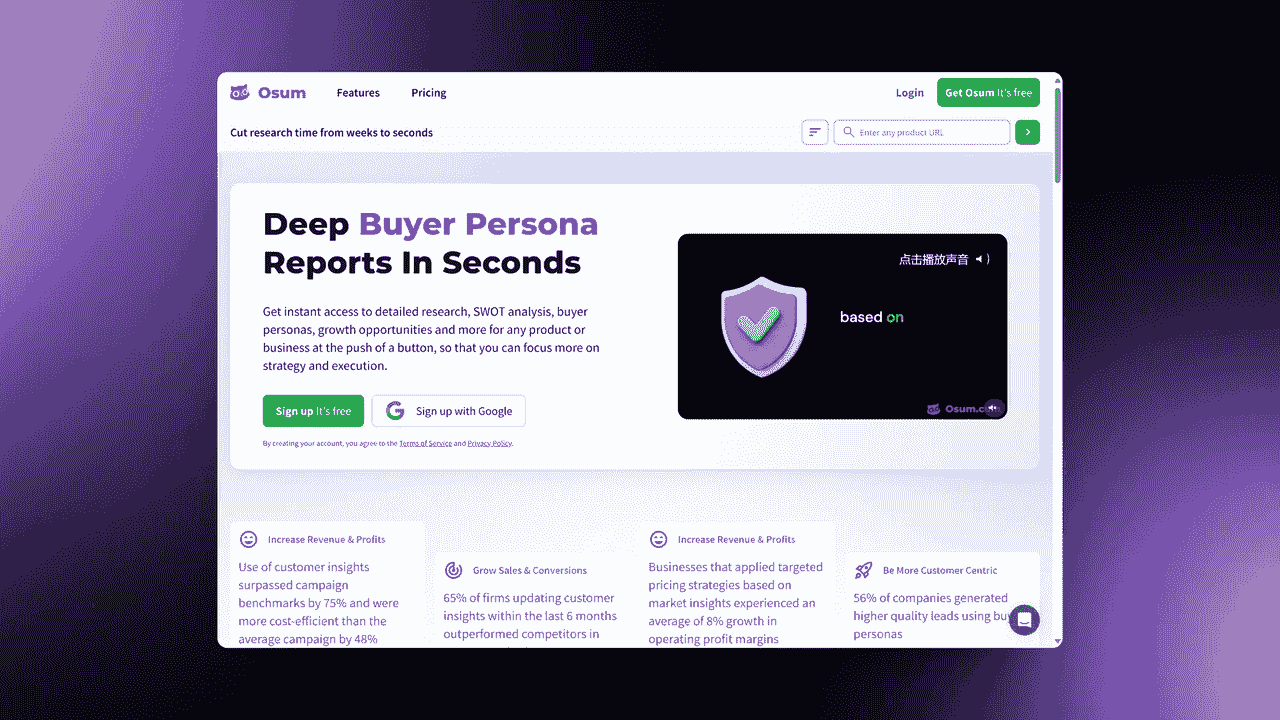 Osum
Features
Pricing
Login
Get Osum It's free
Cut research time from weeks to seconds
Enter any product URL
Deep Buyer Persona
Reports In Seconds
Get instant access to detailed research, SWOT analysis, buyer
personas, growth opportunities and more for any product or
business at the push of a button, so that you can focus more on
strategy and execution.
Sign up It's free
Sign up with Google
By creating your account, you agree to the Terms of Service and Privacy Policy.
点击播放声音
based on
Osum.c
Increase Revenue & Profits
Use of customer insights
surpassed campaign
benchmarks by 75% and were
more cost-efficient than the
average campaign by 48%
Grow Sales & Conversions
65% of firms updating customer
insights within the last 6 months
outperformed competitors in
Increase Revenue & Profits
Businesses that applied targeted
pricing strategies based on
market insights experienced an
average of 8% growth in
operating profit margins
Be More Customer Centric
56% of companies generated
higher quality leads using bu
personas